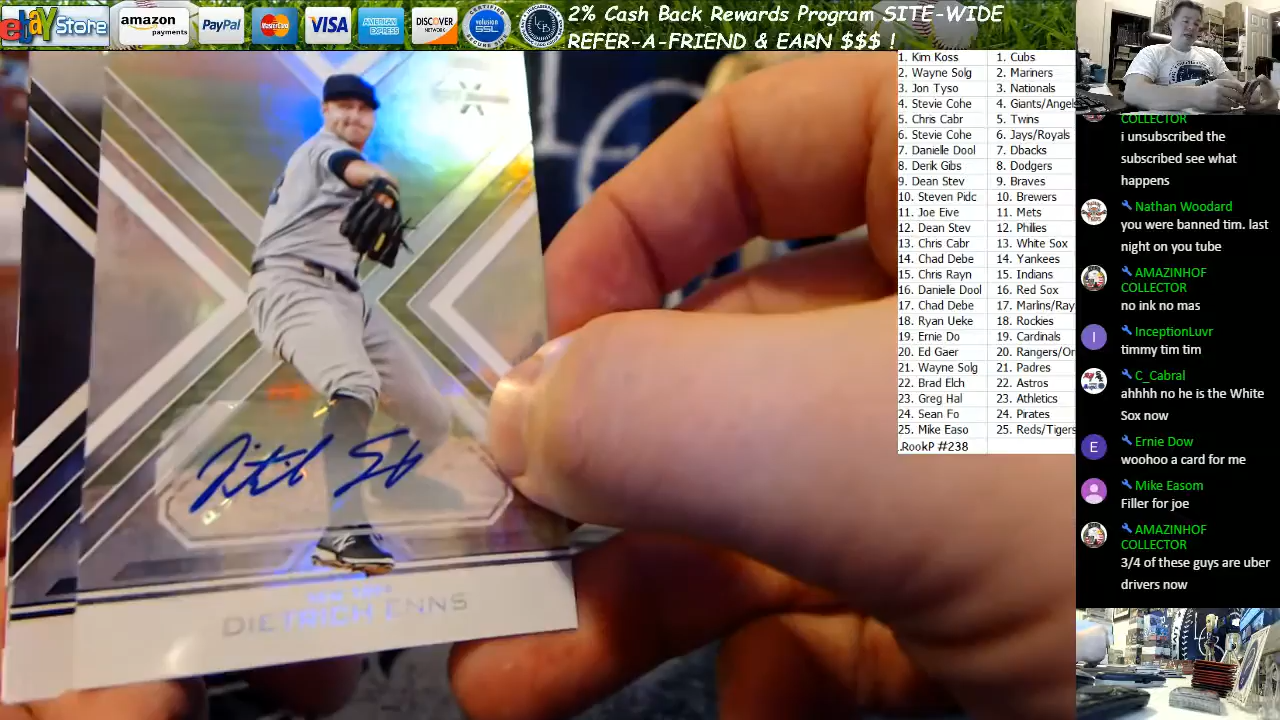 ebay Store
amazon
payments
PayPal
MasterCard
VISA
AMERICAN
EXPRESS
DISCOVER
NETWORK
volusion
SSL
2% Cash Back Rewards Program SITE-WIDE
REFER-A-FRIEND & EARN $$$ !
1. Kim Koss 1. Cubs
2. Wayne Solg 2. Mariners
3. Jon Tyso 3. Nationals
4. Stevie Cohe 4. Giants/Angels
5. Chris Cabr 5. Twins
6. Stevie Cohe 6. Jays/Royals
7. Danielle Dool 7. Dbacks
8. Derik Gibs 8. Dodgers
9. Dean Stev 9. Braves
10. Steven Pidc 10. Brewers
11. Joe Eive 11. Mets
12. Dean Stev 12. Phillies
13. Chris Cabr 13. White Sox
14. Chad Debe 14. Yankees
15. Chris Rayn 15. Indians
16. Danielle Dool 16. Red Sox
17. Chad Debe 17. Marlins/Ray
18. Ryan Ueke 18. Rockies
19. Ernie Do 19. Cardinals
20. Ed Gaer 20. Rangers/Or
21. Wayne Solg 21. Padres
22. Brad Elch 22. Astros
23. Greg Hal 23. Athletics
24. Sean Fo 24. Pirates
25. Mike Easo 25. Reds/Tigers
.RookP #238
COLLECTOR
i unsubscribed the
subscribed see what
happens
Nathan Woodard
you were banned tim. last
night on you tube
AMAZINHOF
COLLECTOR
no ink no mas
I InceptionLuvr
timmy tim tim
C_Cabral
ahhhh no he is the White
Sox now
E Ernie Dow
woohoo a card for me
Mike Easom
Filler for joe
AMAZINHOF
COLLECTOR
3/4 of these guys are uber
drivers now
X
NEW YORK
DIETRICH ENNS